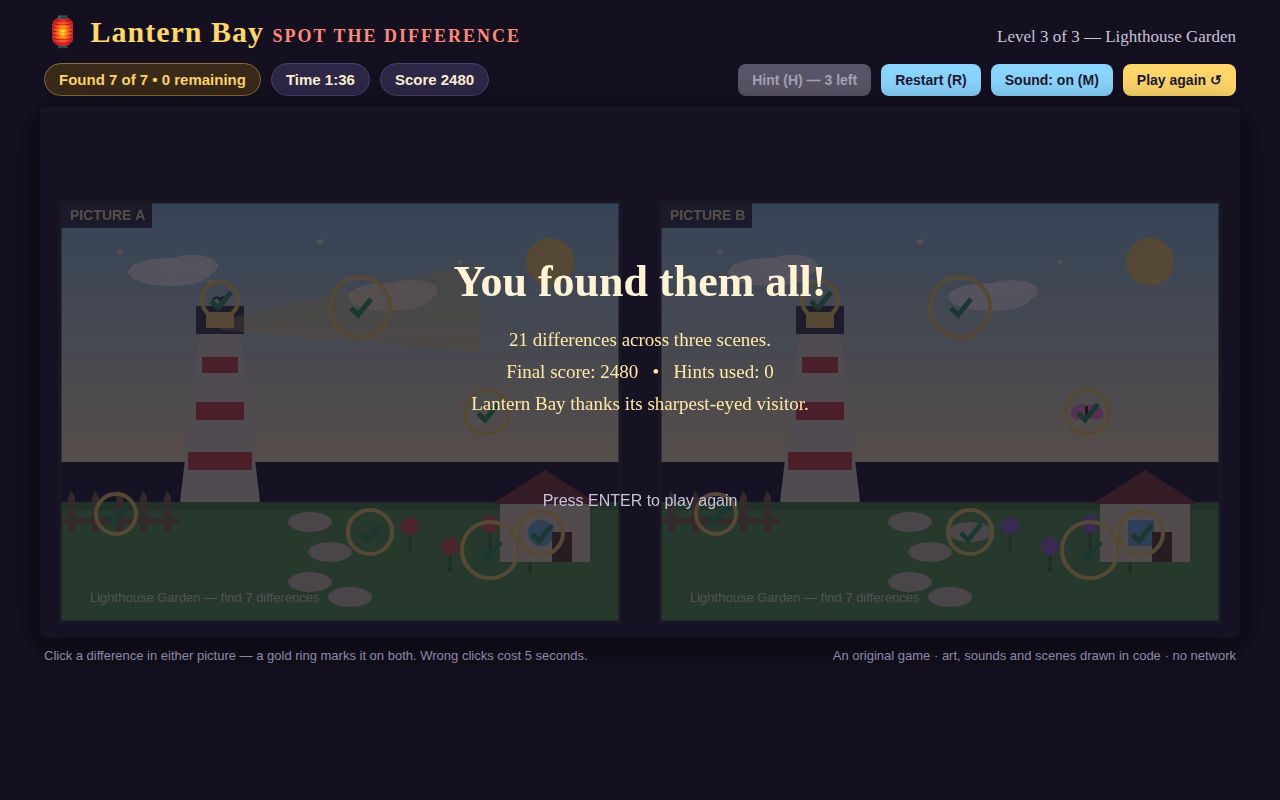 Lantern Bay SPOT THE DIFFERENCE
Level 3 of 3 — Lighthouse Garden
Found 7 of 7 • 0 remaining
Time 1:36
Score 2480
Hint (H) — 3 left
Restart (R)
Sound: on (M)
Play again ↺
PICTURE A
PICTURE B
You found them all!
21 differences across three scenes.
Final score: 2480 • Hints used: 0
Lantern Bay thanks its sharpest-eyed visitor.
Press ENTER to play again
Lighthouse Garden — find 7 differences
Lighthouse Garden — find 7 differences
Click a difference in either picture — a gold ring marks it on both. Wrong clicks cost 5 seconds.
An original game · art, sounds and scenes drawn in code · no network